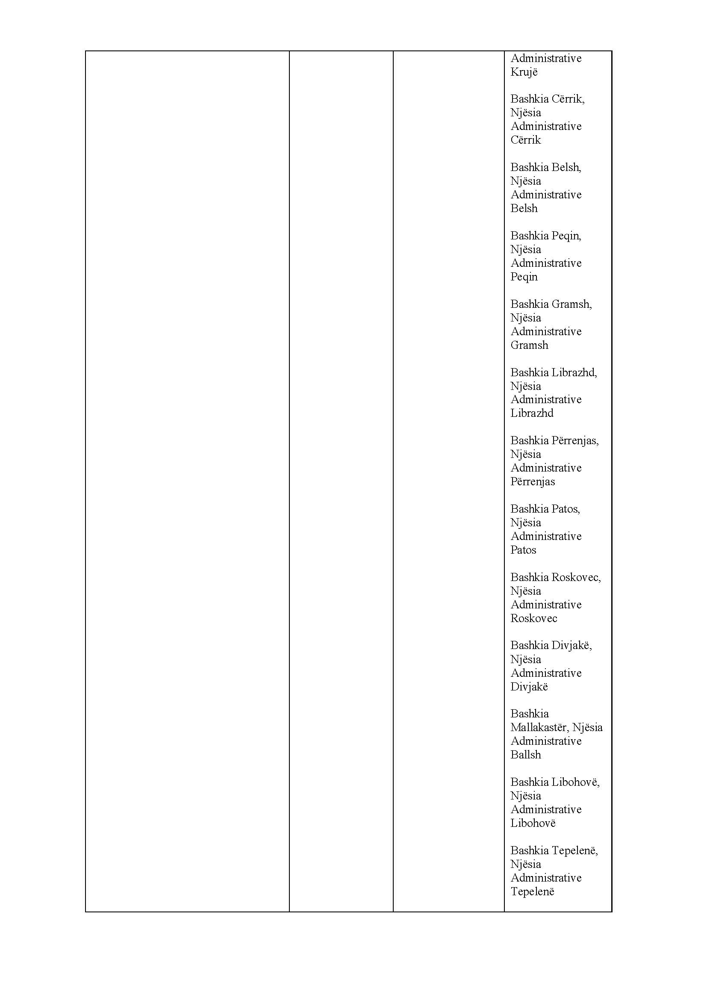 Administrative
Krujë
Bashkia Cërrik,
Njësia
Administrative
Cërrik
Bashkia Belsh,
Njësia
Administrative
Belsh
Bashkia Peqin,
Njësia
Administrative
Peqin
Bashkia Gramsh,
Njësia
Administrative
Gramsh
Bashkia Librazhd,
Njësia
Administrative
Librazhd
Bashkia Përrenjas,
Njësia
Administrative
Përrenjas
Bashkia Patos,
Njësia
Administrative
Patos
Bashkia Roskovec,
Njësia
Administrative
Roskovec
Bashkia Divjakë,
Njësia
Administrative
Divjakë
Bashkia
Mallakastër, Njësia
Administrative
Ballsh
Bashkia Libohovë,
Njësia
Administrative
Libohovë
Bashkia Tepelenë,
Njësia
Administrative
Tepelenë